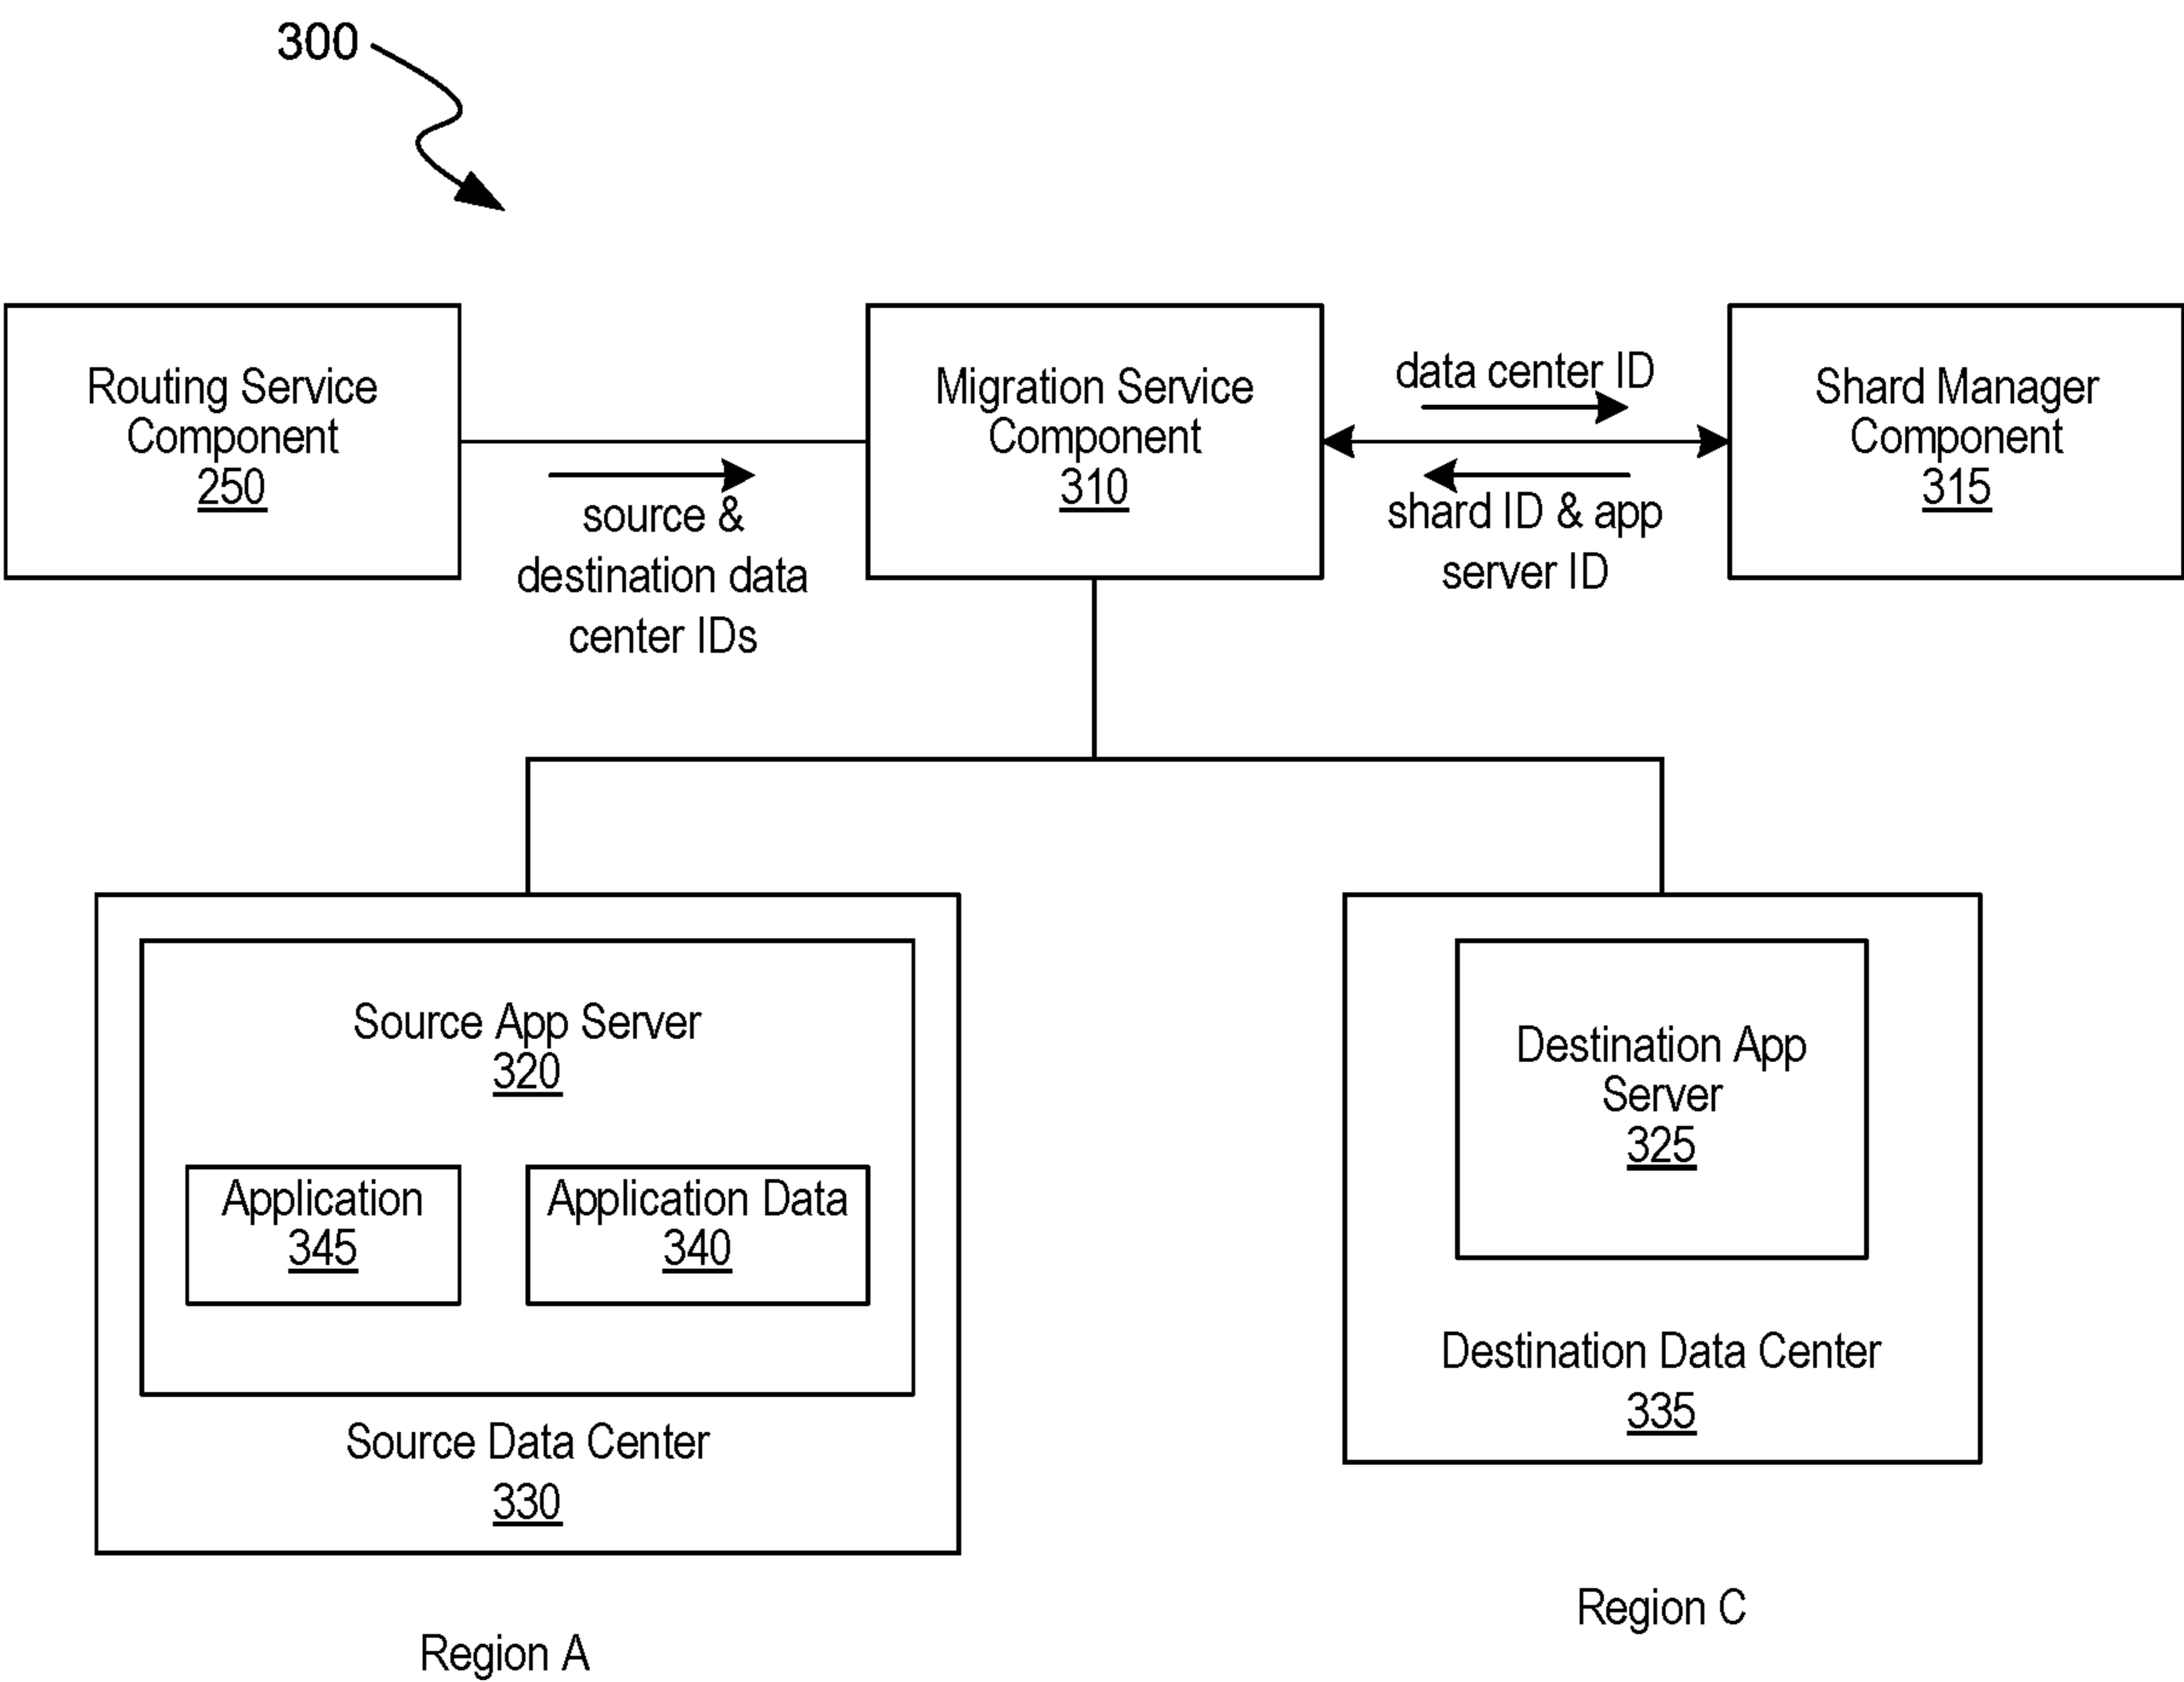 300
Routing Service
Component
250
source &
destination data
center IDs
Migration Service
Component
310
data center ID
shard ID & app
server ID
Shard Manager
Component
315
Source App Server
320
Application
345
Application Data
340
Source Data Center
330
Region A
Destination App
Server
325
Destination Data Center
335
Region C